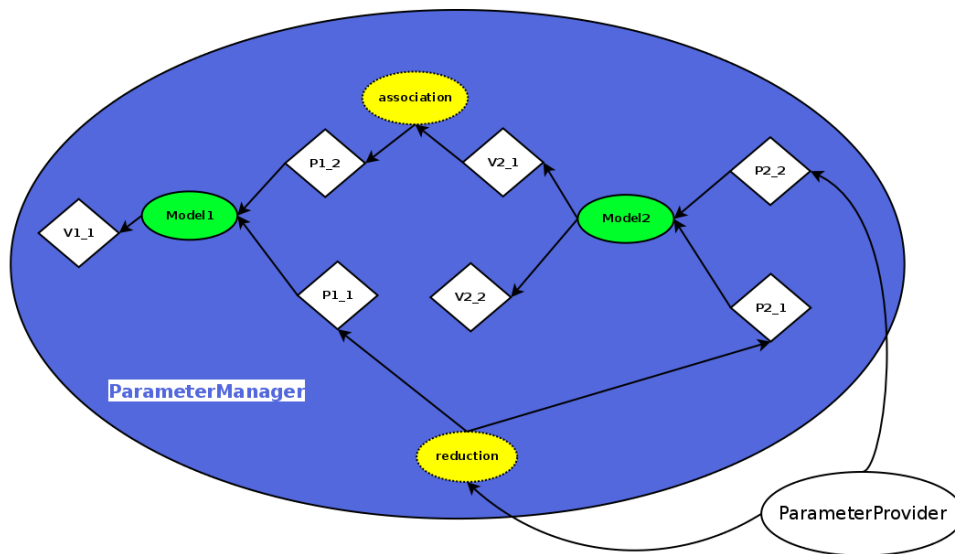 association
P1_2
V2_1
P2_2
Model1
Model2
V1_1
P1_1
V2_2
P2_1
ParameterManager
reduction
ParameterProvider